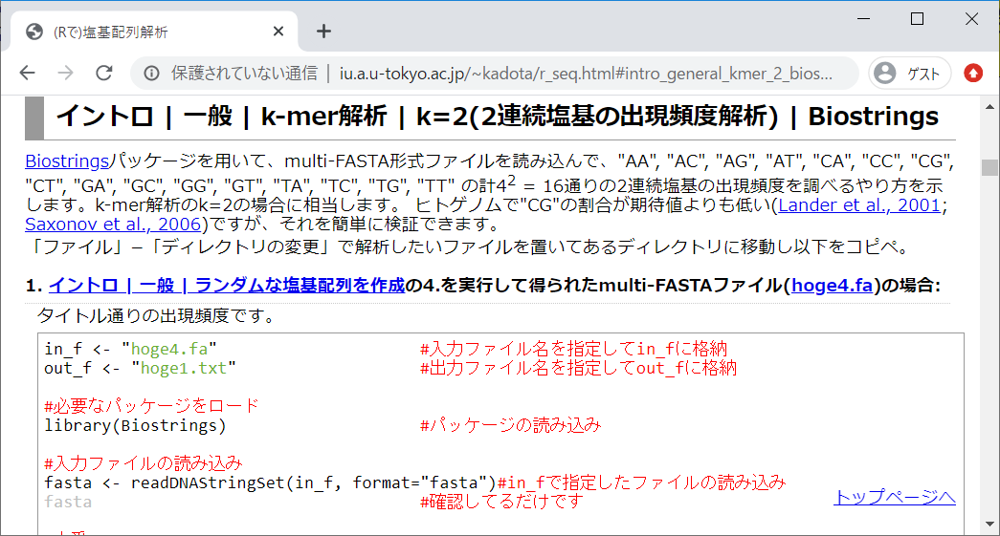 (Rで)塩基配列解析
保護されていない通信 | iu.a.u-tokyo.ac.jp/~kadota/r_seq.html#intro_general_kmer_2_bios...
ゲスト
イントロ | 一般 | k-mer解析 | k=2(2連続塩基の出現頻度解析) | Biostrings
Biostringsパッケージを用いて、multi-FASTA形式ファイルを読み込んで、"AA", "AC", "AG", "AT", "CA", "CC", "CG",
"CT", "GA", "GC", "GG", "GT", "TA", "TC", "TG", "TT" の計4² = 16通りの2連続塩基の出現頻度を調べるやり方を示
します。k-mer解析のk=2の場合に相当します。 ヒトゲノムで"CG"の割合が期待値よりも低い(Lander et al., 2001;
Saxonov et al., 2006)ですが、それを簡単に検証できます。
「ファイル」−「ディレクトリの変更」で解析したいファイルを置いてあるディレクトリに移動し以下をコピペ。
1. イントロ | 一般 | ランダムな塩基配列を作成の4.を実行して得られたmulti-FASTAファイル(hoge4.fa)の場合:
タイトル通りの出現頻度です。
in_f <- "hoge4.fa" #入力ファイル名を指定してin_fに格納
out_f <- "hoge1.txt" #出力ファイル名を指定してout_fに格納
#必要なパッケージをロード
library(Biostrings) #パッケージの読み込み
#入力ファイルの読み込み
fasta <- readDNAStringSet(in_f, format="fasta")#in_fで指定したファイルの読み込み
fasta #確認してるだけです
トップページへ